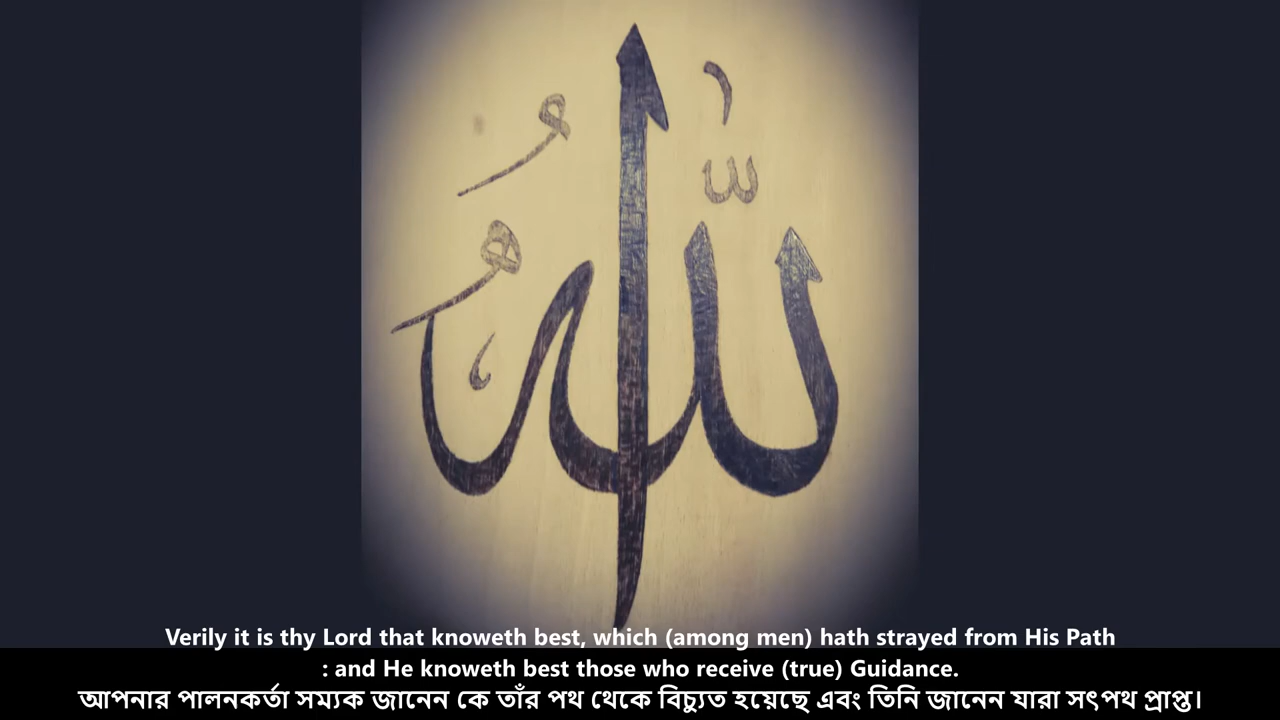 الله
Verily it is thy Lord that knoweth best, which (among men) hath strayed from His Path
: and He knoweth best those who receive (true) Guidance.
আপনার পালনকর্তা সম্যক জানেন কে তাঁর পথ থেকে বিচ্যুত হয়েছে এবং তিনি জানেন যারা সৎপথ প্রাপ্ত।